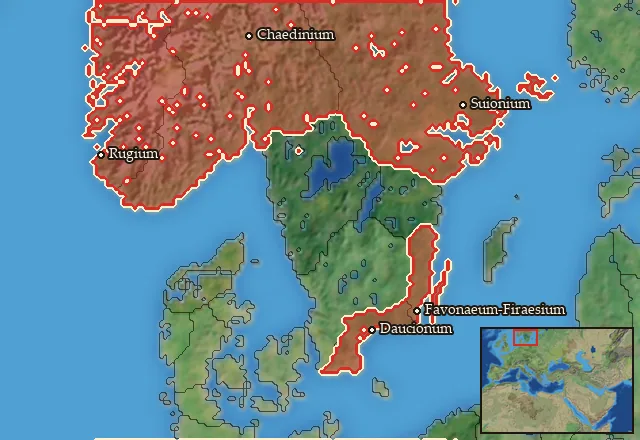 Chaedinium
Suionium
Rugium
Favonaeum-Firaesium
Daucionum